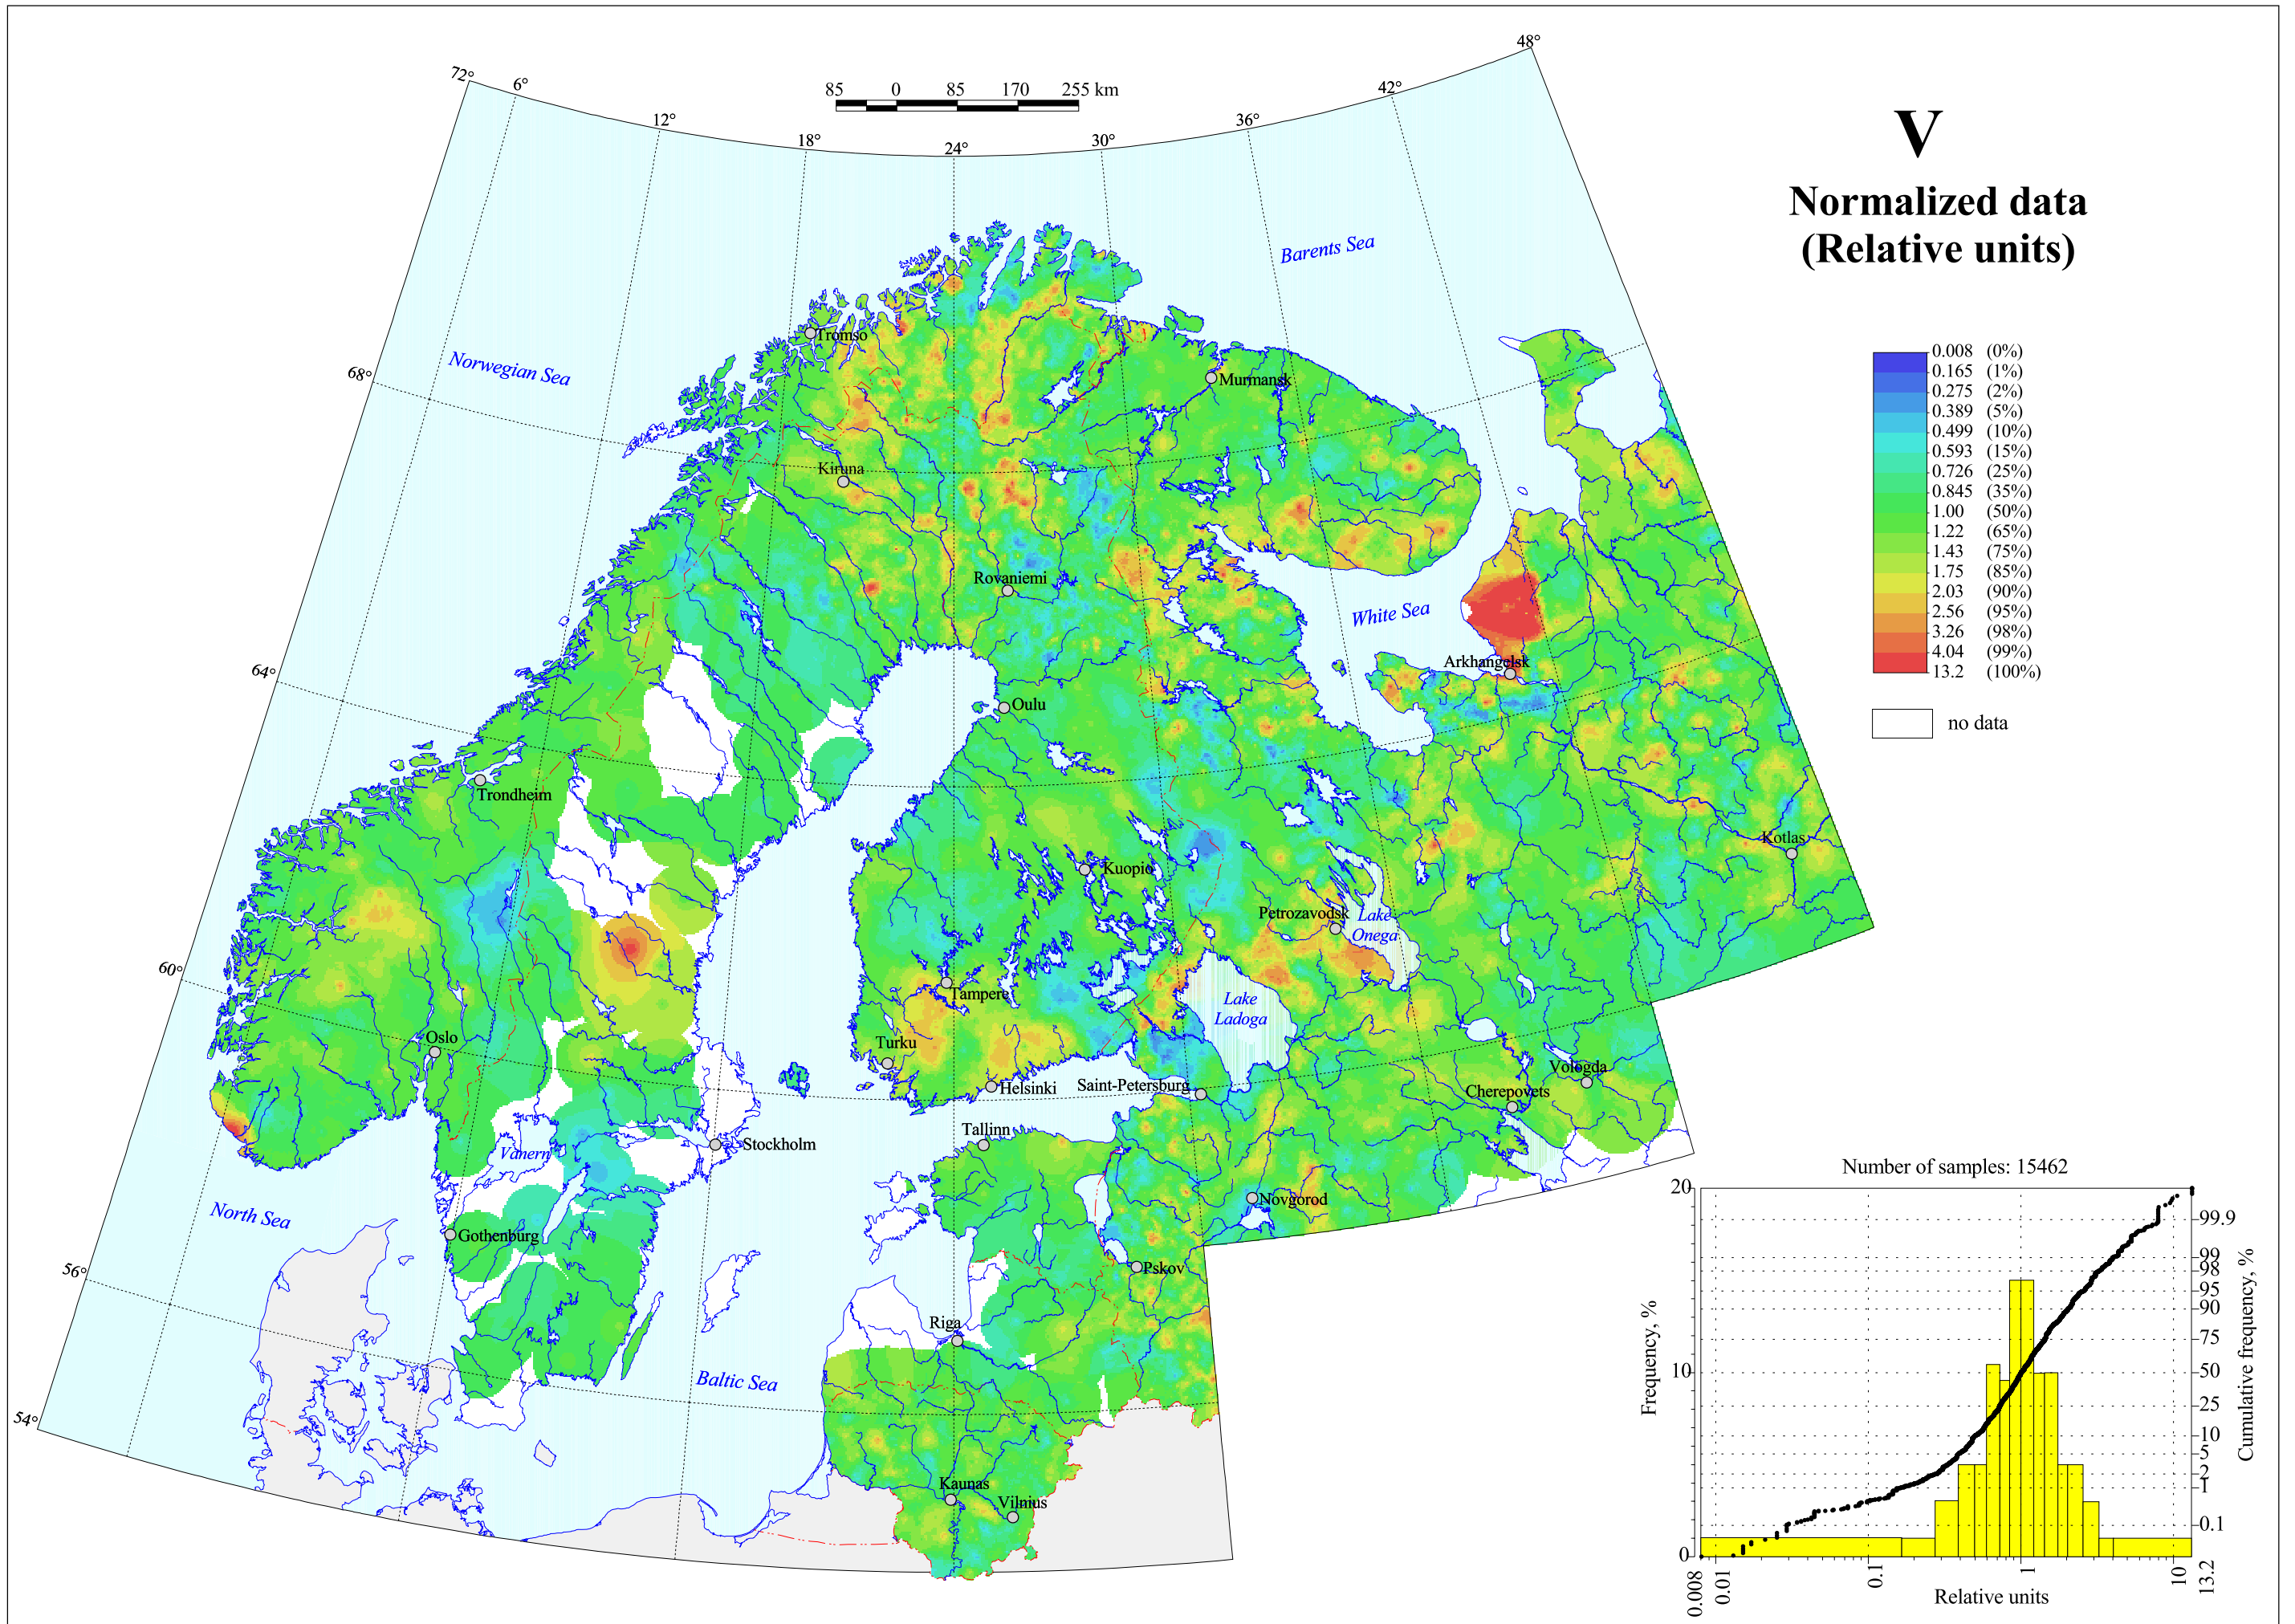 V
Normalized data
(Relative units)
85 0 85 170 255 km
72° 6° 12° 18° 24° 30° 36° 42° 48°
68°
64°
60°
56°
54°
Barents Sea
Norwegian Sea
White Sea
North Sea
Baltic Sea
Tromso
Murmansk
Kiruna
Rovaniemi
Arkhangelsk
Oulu
Trondheim
Kotlas
Kuopio
Petrozavodsk
Lake
Onega
Tampere
Lake
Ladoga
Oslo
Turku
Helsinki
Saint-Petersburg
Vologda
Cherepovets
Tallinn
Stockholm
Vanern
Novgorod
Gothenburg
Pskov
Riga
Kaunas
Vilnius
0.008 (0%)
0.165 (1%)
0.275 (2%)
0.389 (5%)
0.499 (10%)
0.593 (15%)
0.726 (25%)
0.845 (35%)
1.00 (50%)
1.22 (65%)
1.43 (75%)
1.75 (85%)
2.03 (90%)
2.56 (95%)
3.26 (98%)
4.04 (99%)
13.2 (100%)
no data
Number of samples: 15462
Frequency, %
20
10
0
Cumulative frequency, %
99.9
99
98
95
90
75
50
25
10
5
2
1
0.1
0.008 0.01 0.1 1 10 13.2
Relative units